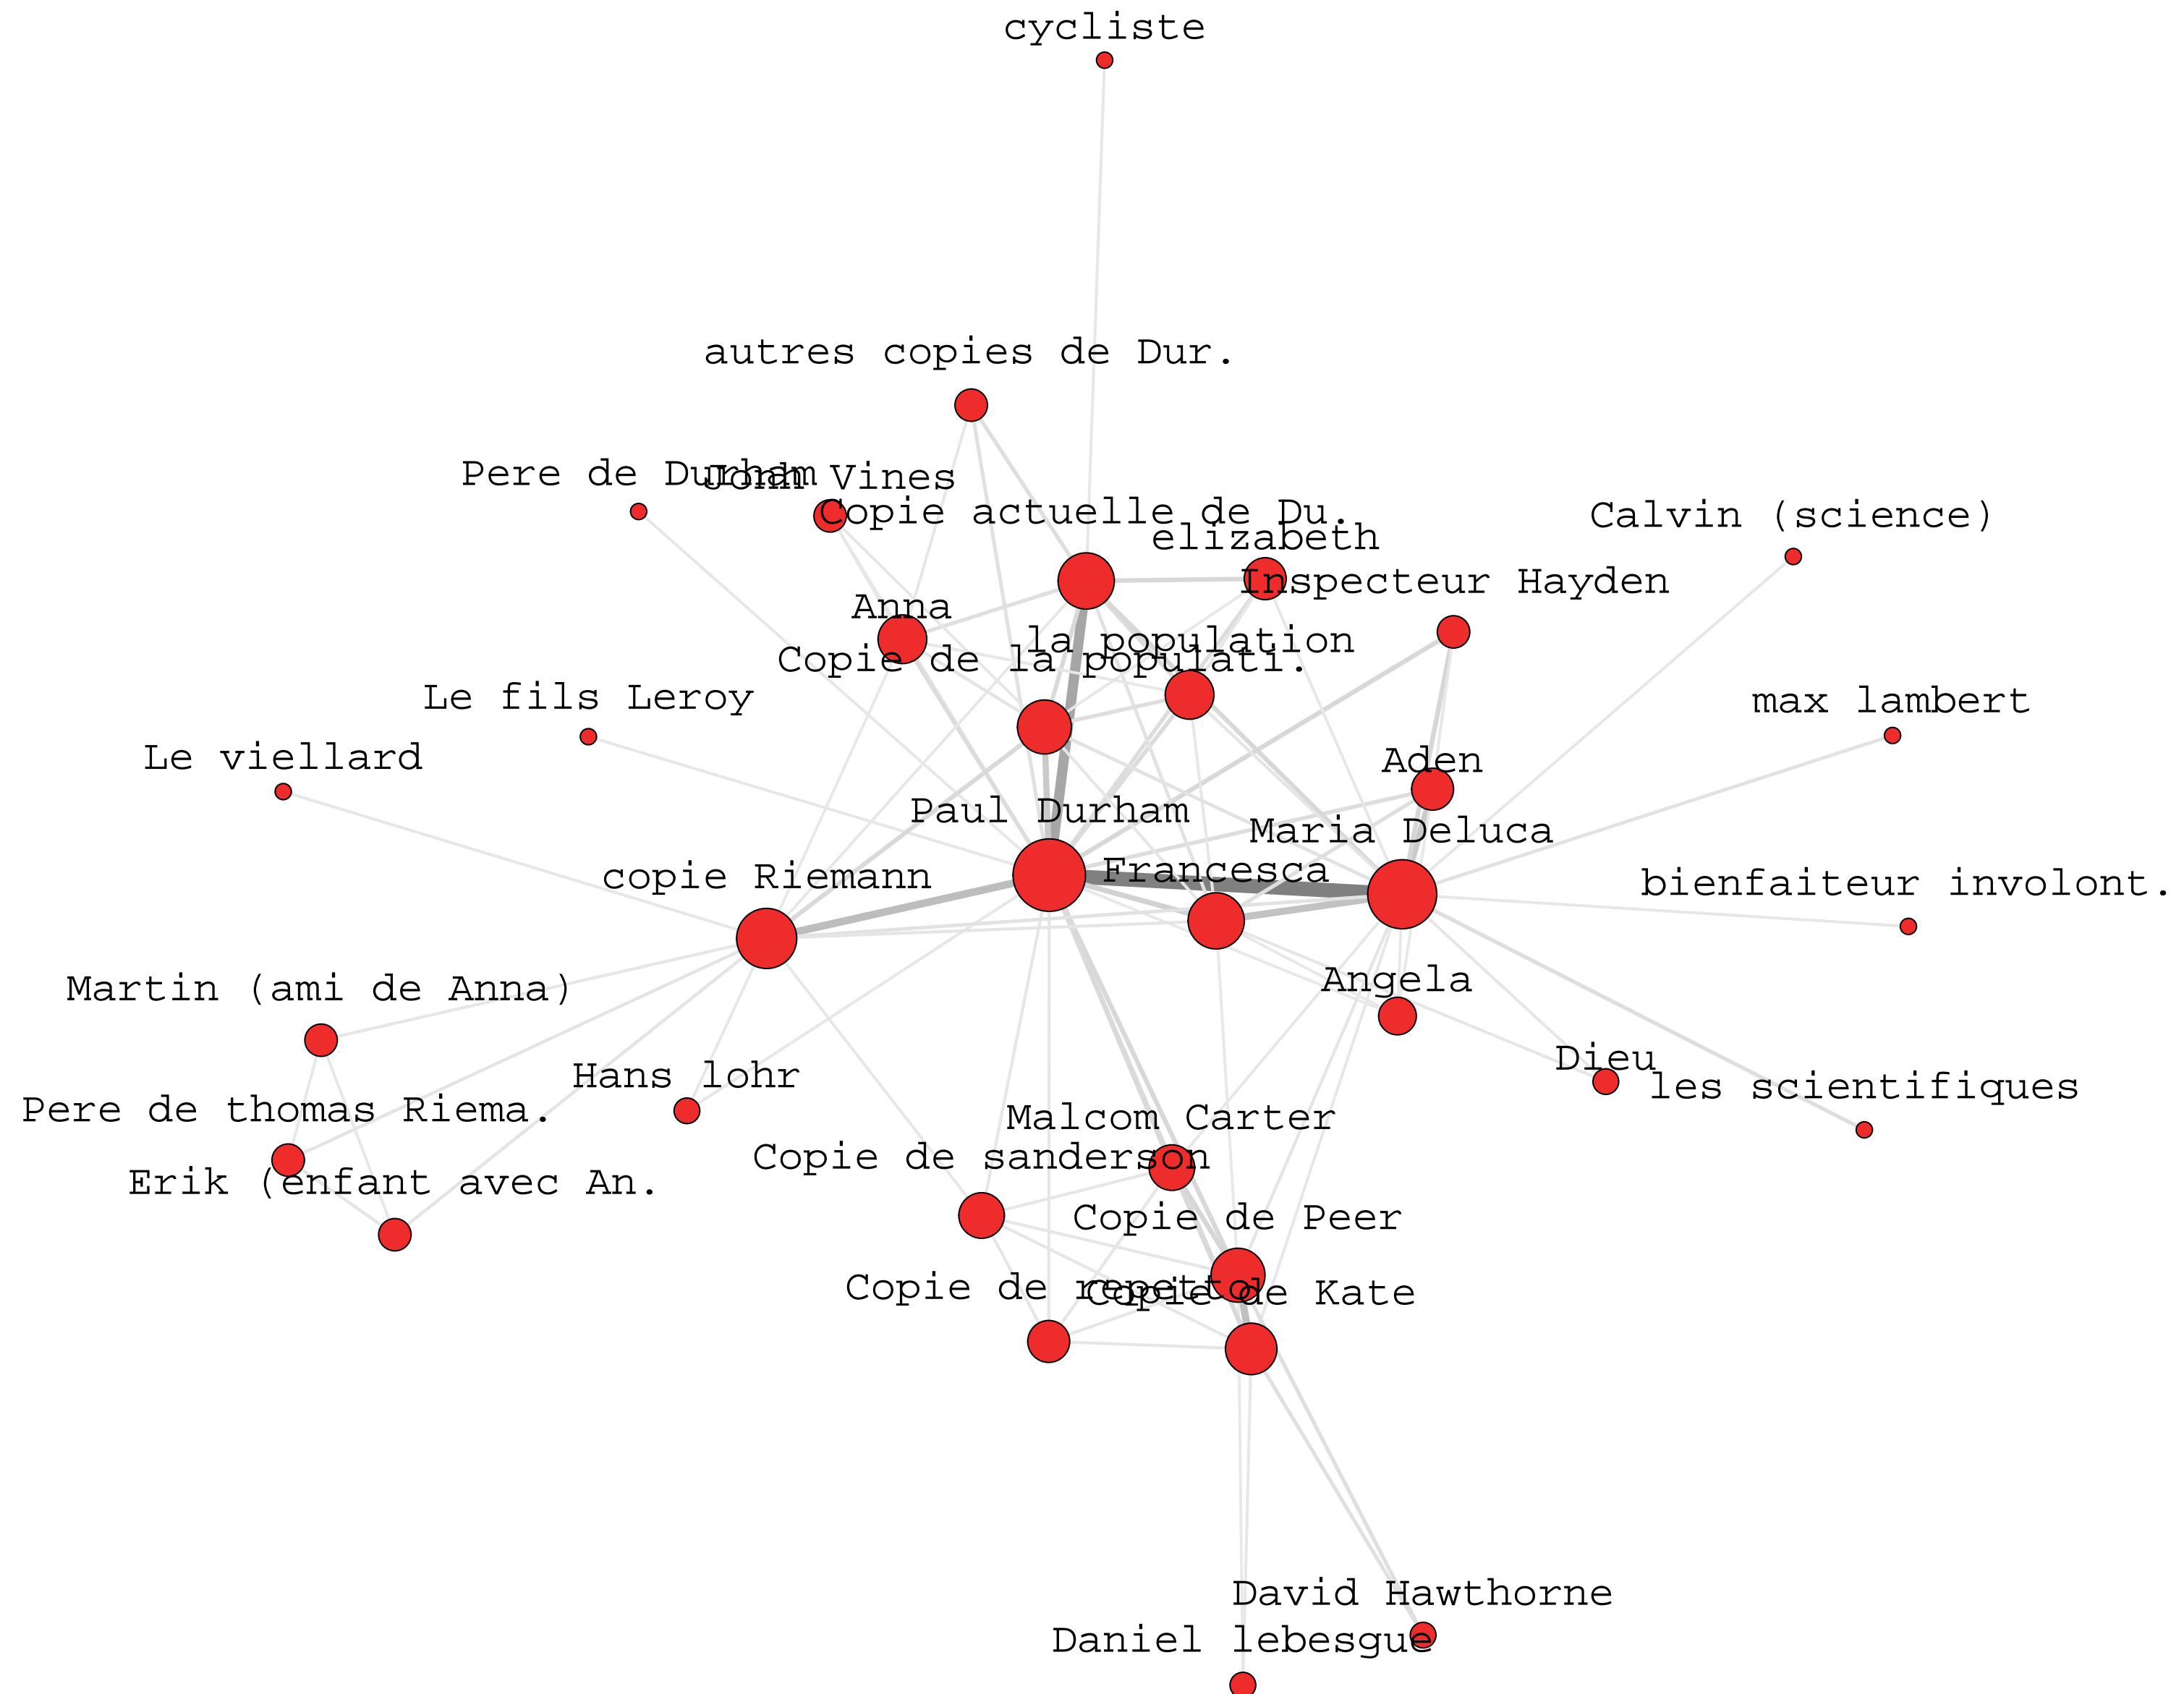 cycliste
autres copies de Dur.
Pere de Durham
Jonh Vines
Copie actuelle de Du.
Calvin (science)
elizabeth
Inspecteur Hayden
Anna
la population
Copie de la populati.
Le fils Leroy
max lambert
Le viellard
Aden
Paul Durham
Maria Deluca
Francesca
copie Riemann
bienfaiteur involont.
Martin (ami de Anna)
Angela
Dieu
Hans lohr
les scientifiques
Pere de thomas Riema.
Malcom Carter
Copie de sanderson
Erik (enfant avec An.
Copie de Peer
Copie de repetto
Copie de Kate
David Hawthorne
Daniel lebesgue